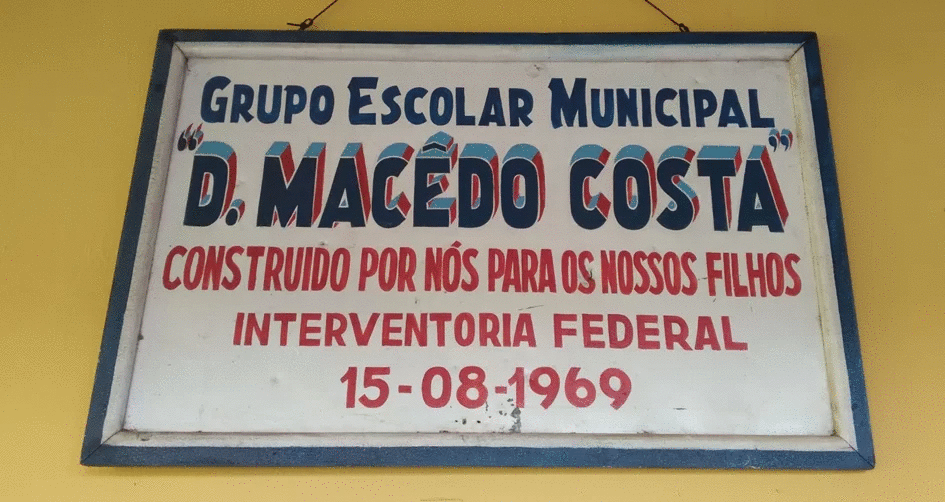 GRUPO ESCOLAR MUNICIPAL
"D. MACÊDO COSTA"
CONSTRUIDO POR NÓS PARA OS NOSSOS FILHOS
INTERVENTORIA FEDERAL
15-08-1969